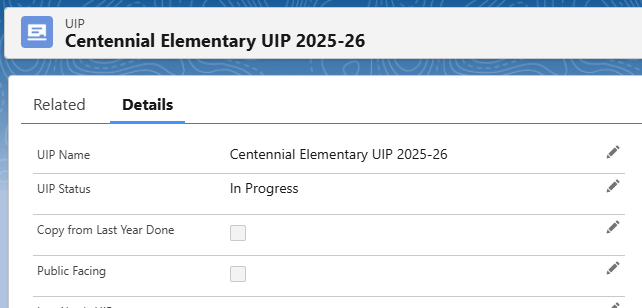 UIP
Centennial Elementary UIP 2025-26
Related Details
UIP Name Centennial Elementary UIP 2025-26
UIP Status In Progress
Copy from Last Year Done
Public Facing